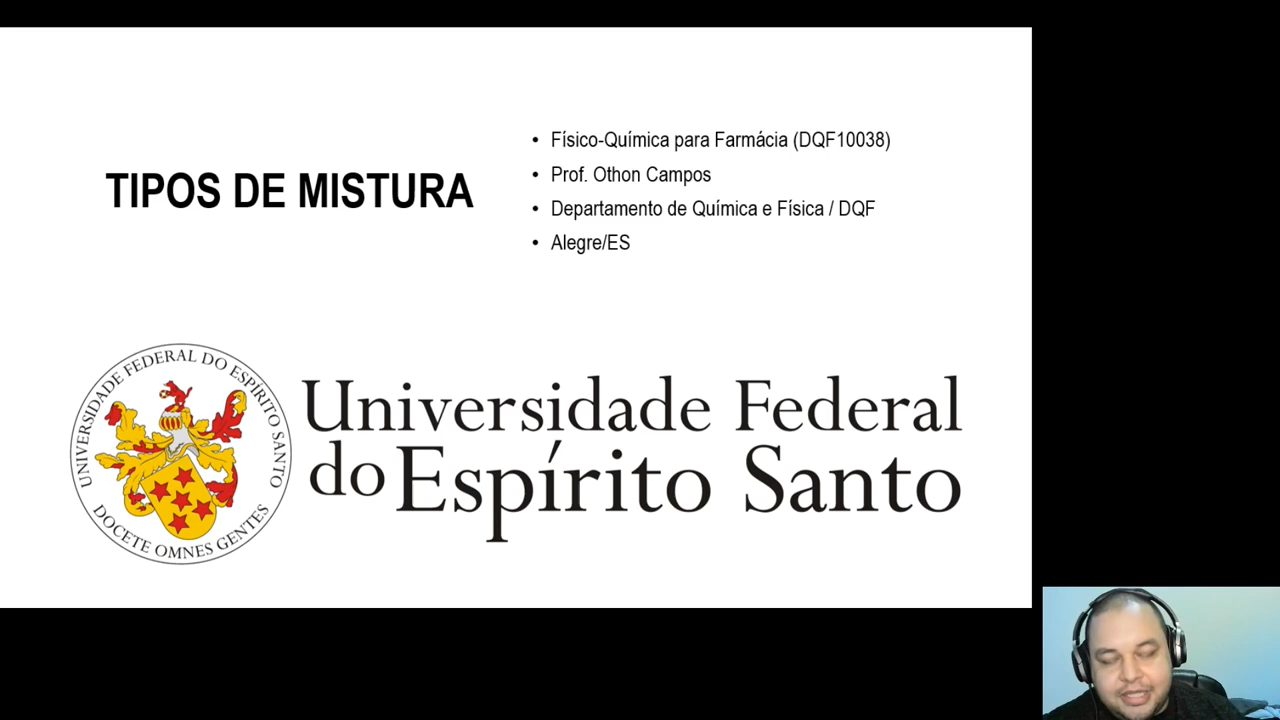 TIPOS DE MISTURA
• Físico-Química para Farmácia (DQF10038)
• Prof. Othon Campos
• Departamento de Química e Física / DQF
• Alegre/ES
UNIVERSIDADE FEDERAL DO ESPÍRITO SANTO
DOCETE OMNES GENTES
Universidade Federal
do Espírito Santo